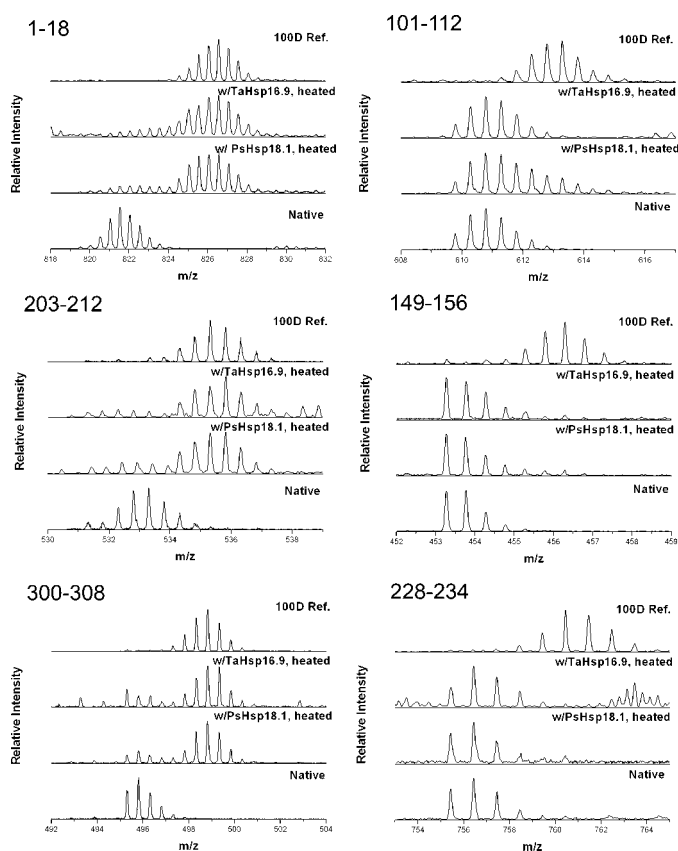 1-18
100D Ref.
w/TaHsp16.9, heated
w/ PsHsp18.1, heated
Native
Relative Intensity
818 820 822 824 826 828 830 832
m/z
101-112
100D Ref.
w/TaHsp16.9, heated
w/PsHsp18.1, heated
Native
Relative Intensity
608 610 612 614 616
m/z
203-212
100D Ref.
w/TaHsp16.9, heated
w/PsHsp18.1, heated
Native
Relative Intensity
530 532 534 536 538
m/z
149-156
100D Ref.
w/TaHsp16.9, heated
w/PsHsp18.1, heated
Native
Relative Intensity
452 453 454 455 456 457 458 459
m/z
300-308
100D Ref.
w/TaHsp16.9, heated
w/PsHsp18.1, heated
Native
Relative Intensity
492 494 496 498 500 502 504
m/z
228-234
100D Ref.
w/TaHsp16.9, heated
w/PsHsp18.1, heated
Native
Relative Intensity
754 756 758 760 762 764
m/z